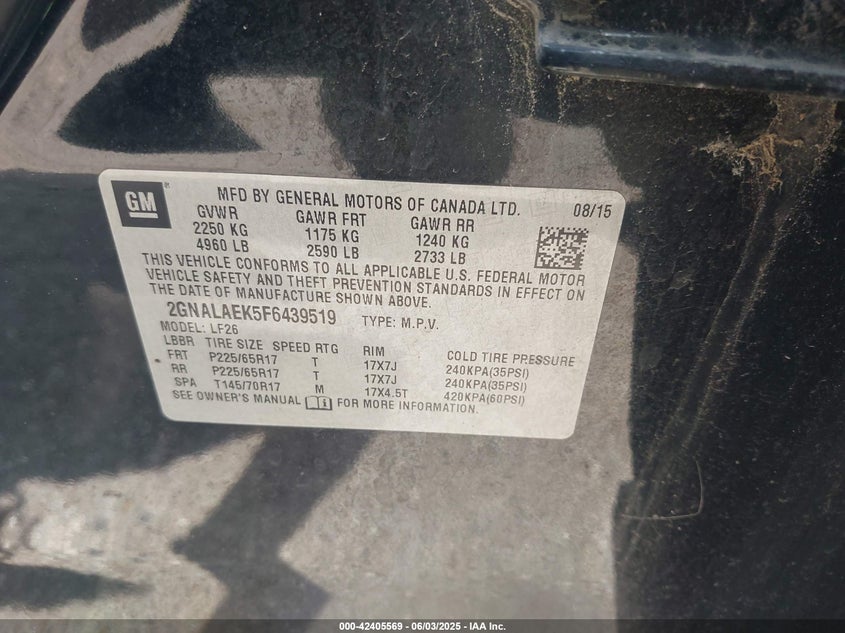 GM
MFD BY GENERAL MOTORS OF CANADA LTD. 08/15
GVWR GAWR FRT GAWR RR
2250 KG 1175 KG 1240 KG
4960 LB 2590 LB 2733 LB
THIS VEHICLE CONFORMS TO ALL APPLICABLE U.S. FEDERAL MOTOR
VEHICLE SAFETY AND THEFT PREVENTION STANDARDS IN EFFECT ON
THE DATE OF MANUFACTURE SHOWN ABOVE.
2GNALAEK5F6439519 TYPE: M.P.V.
MODEL: LF26
LBBR TIRE SIZE SPEED RTG RIM COLD TIRE PRESSURE
FRT P225/65R17 T 17X7J 240KPA(35PSI)
RR P225/65R17 T 17X7J 240KPA(35PSI)
SPA T145/70R17 M 17X4.5T 420KPA(60PSI)
SEE OWNER'S MANUAL FOR MORE INFORMATION.
000-42405569 - 06/03/2025 - IAA Inc.